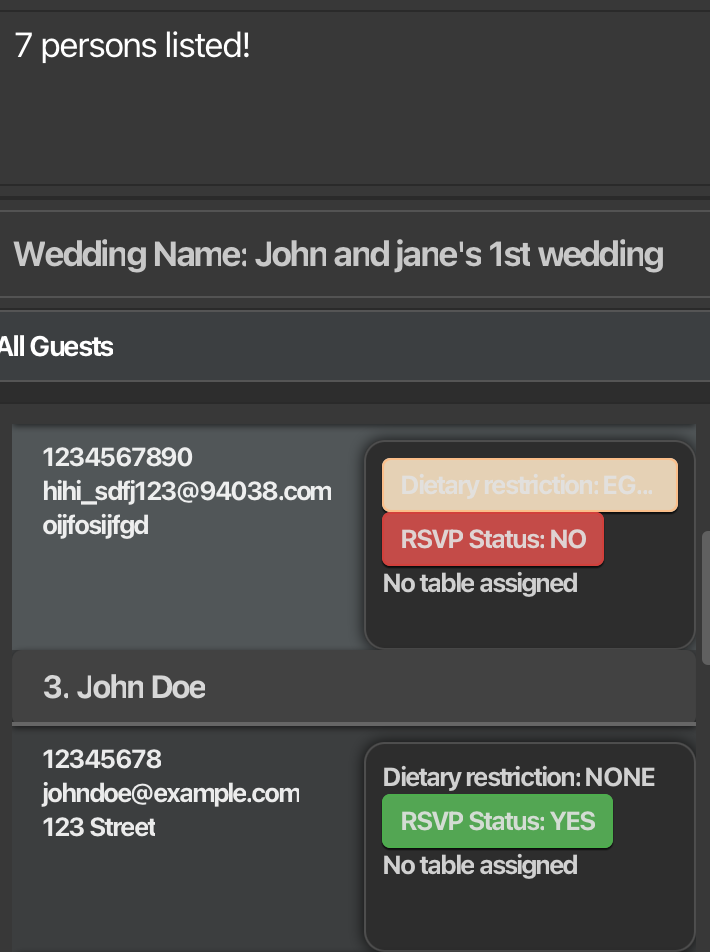 7 persons listed!
Wedding Name: John and jane's 1st wedding
All Guests
1234567890
hihi_sdfj123@94038.com
oijfosijfgd
Dietary restriction: EG...
RSVP Status: NO
No table assigned
3. John Doe
12345678
johndoe@example.com
123 Street
Dietary restriction: NONE
RSVP Status: YES
No table assigned